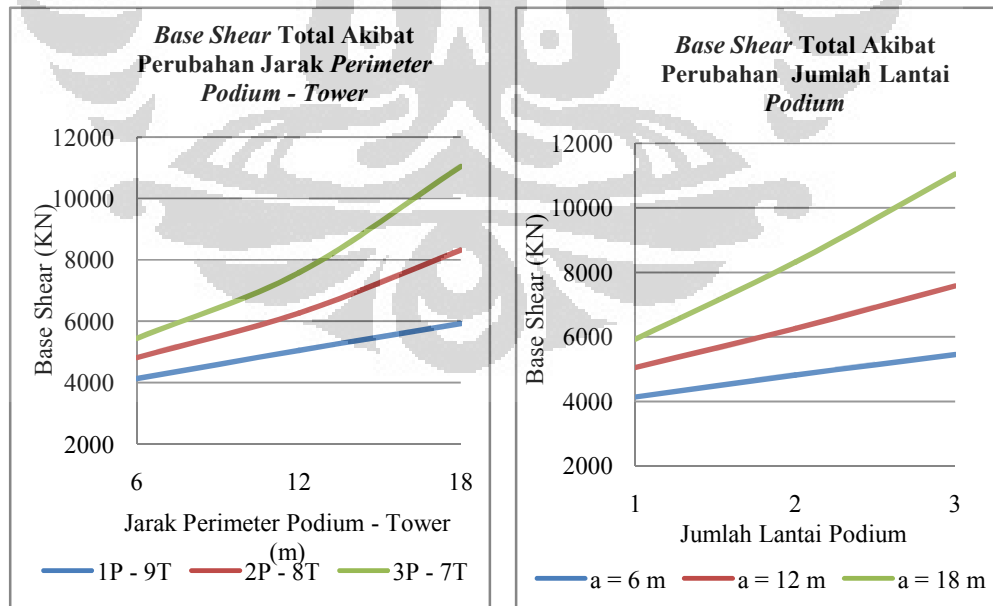 Base Shear Total Akibat
Perubahan Jarak Perimeter
Podium - Tower
12000
10000
8000
6000
4000
2000
Base Shear (KN)
6 12 18
Jarak Perimeter Podium - Tower
(m)
1P - 9T 2P - 8T 3P - 7T
Base Shear Total Akibat
Perubahan Jumlah Lantai
Podium
12000
10000
8000
6000
4000
2000
Base Shear (KN)
1 2 3
Jumlah Lantai Podium
a = 6 m a = 12 m a = 18 m